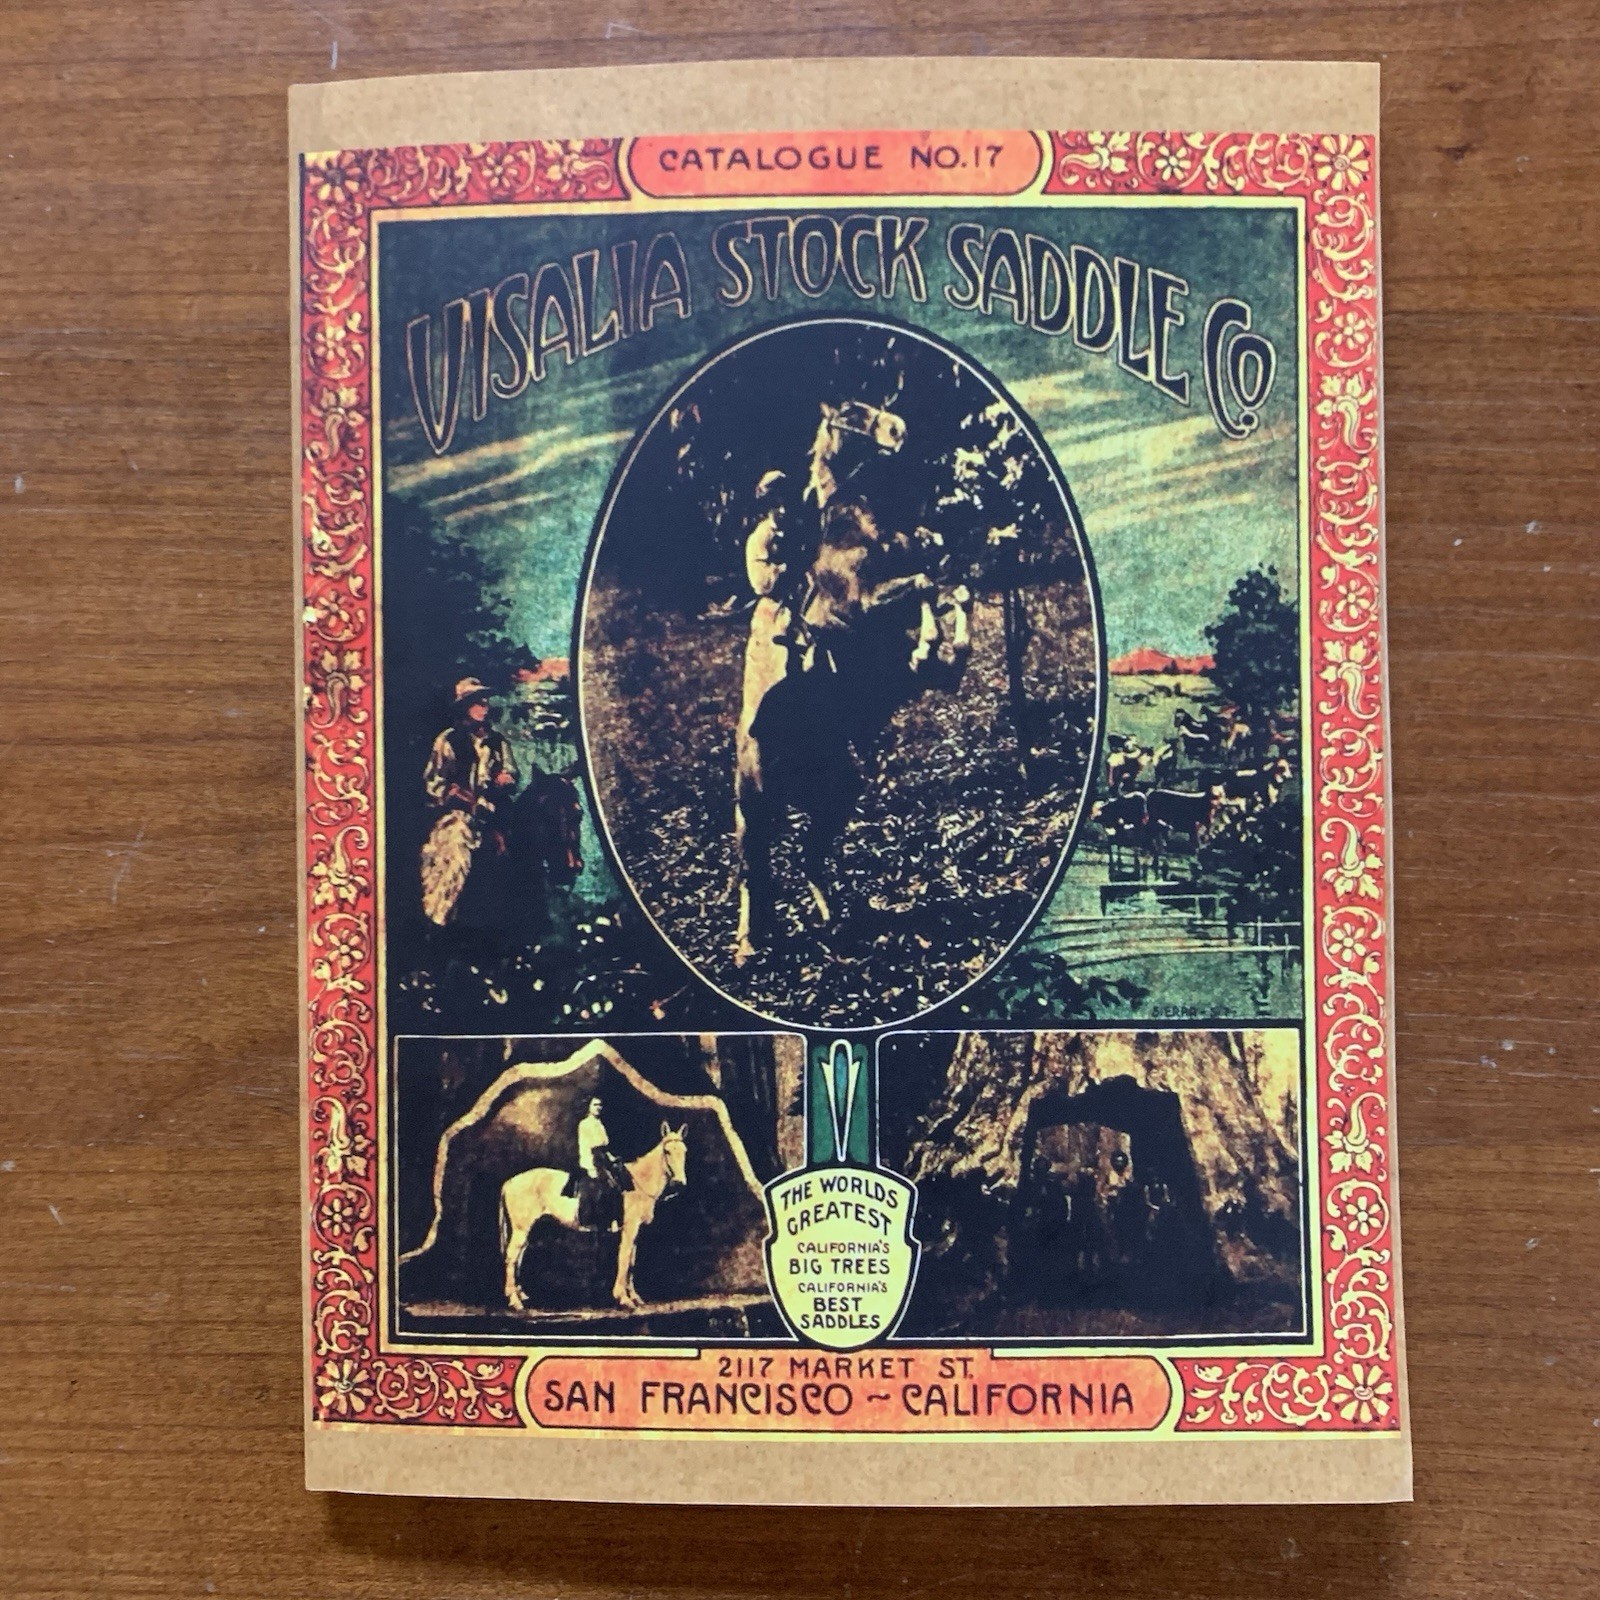 CATALOGUE NO.17
VISALIA STOCK SADDLE CO.
THE WORLDS
GREATEST
CALIFORNIA'S
BIG TREES
CALIFORNIA'S
BEST
SADDLES
2117 MARKET ST.
SAN FRANCISCO ~ CALIFORNIA